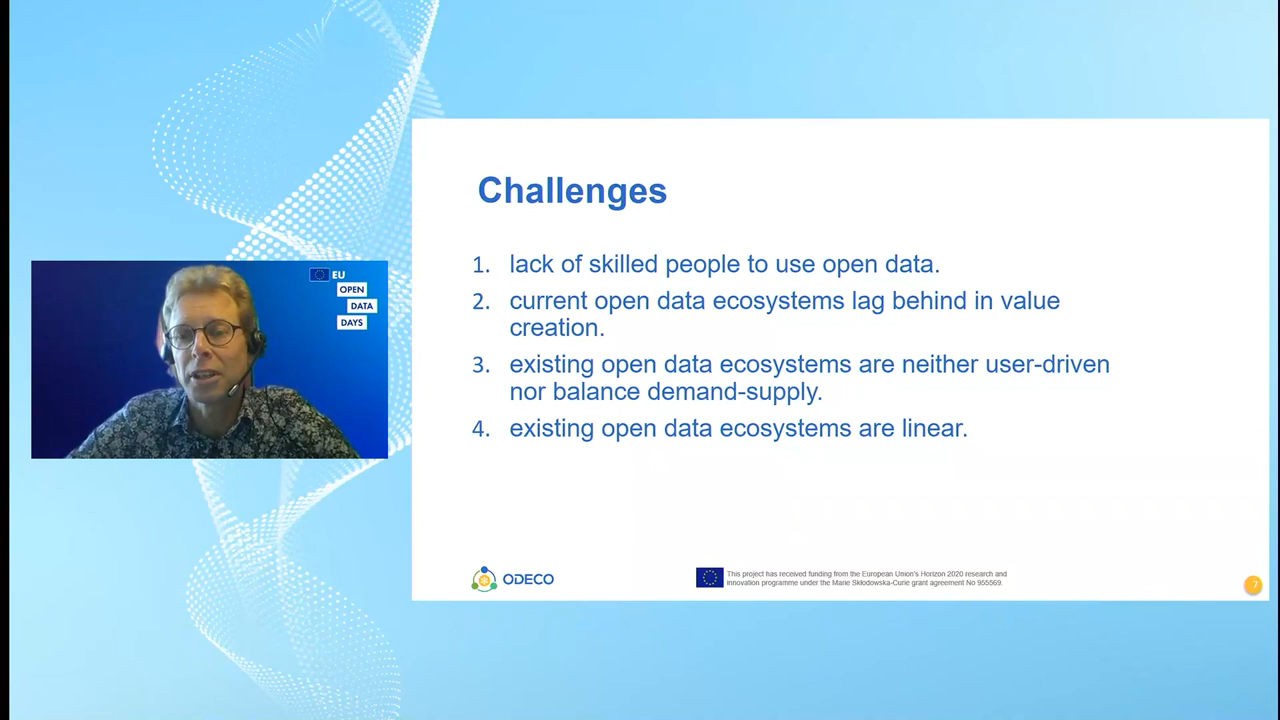 EU
OPEN
DATA
DAYS
Challenges
1. lack of skilled people to use open data.
2. current open data ecosystems lag behind in value
creation.
3. existing open data ecosystems are neither user-driven
nor balance demand-supply.
4. existing open data ecosystems are linear.
ODECO
This project has received funding from the European Union's Horizon 2020 research and
innovation programme under the Marie Skłodowska-Curie grant agreement No 955569.
7